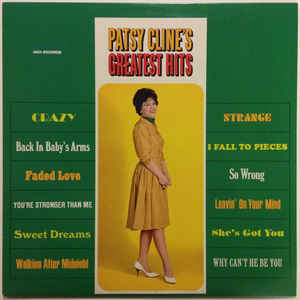 PATSY CLINE'S
GREATEST HITS
MCA RECORDS
CRAZY
Back In Baby's Arms
Faded Love
YOU'RE STRONGER THAN ME
Sweet Dreams
Walkin After Midnight
STRANGE
I FALL TO PIECES
So Wrong
Leavin' On Your Mind
She's Got You
WHY CAN'T HE BE YOU